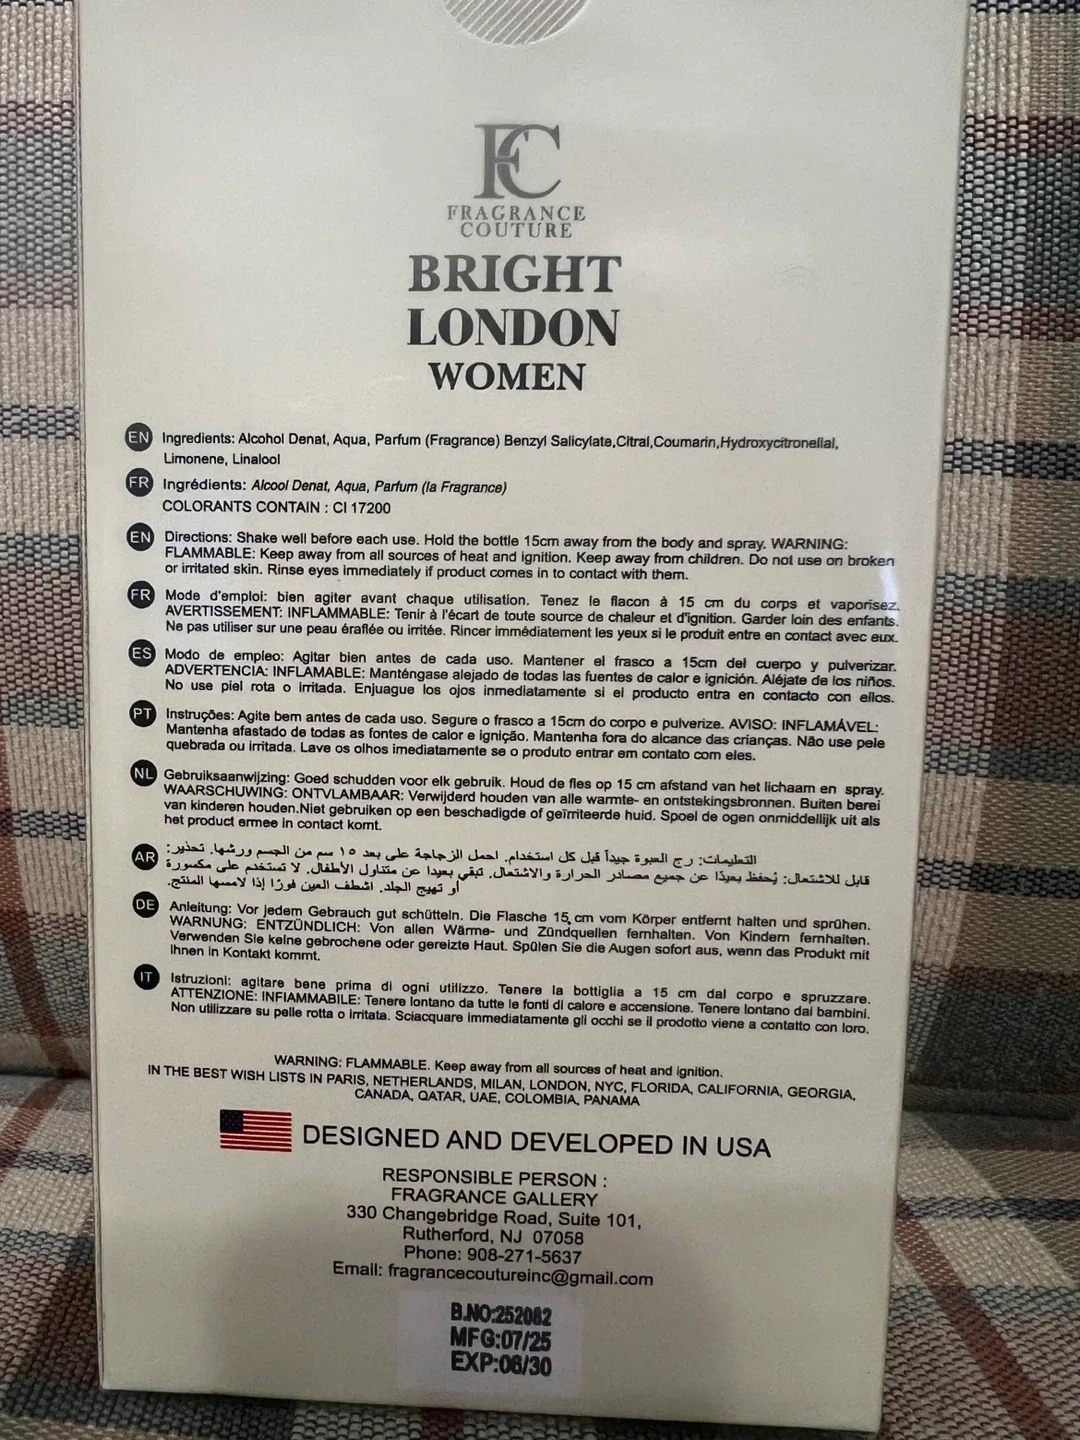 FC
FRAGRANCE
COUTURE
BRIGHT
LONDON
WOMEN
EN Ingredients: Alcohol Denat, Aqua, Parfum (Fragrance) Benzyl Salicylate,Citral,Coumarin,Hydroxycitronellal,
Limonene, Linalool
FR Ingrédients: Alcool Denat, Aqua, Parfum (la Fragrance)
COLORANTS CONTAIN : CI 17200
EN Directions: Shake well before each use. Hold the bottle 15cm away from the body and spray. WARNING:
FLAMMABLE: Keep away from all sources of heat and ignition. Keep away from children. Do not use on broken
or irritated skin. Rinse eyes immediately if product comes in to contact with them.
FR Mode d'emploi: bien agiter avant chaque utilisation. Tenez le flacon à 15 cm du corps et vaporisez.
AVERTISSEMENT: INFLAMMABLE: Tenir à l'écart de toute source de chaleur et d'ignition. Garder loin des enfants.
Ne pas utiliser sur une peau éraflée ou irritée. Rincer immédiatement les yeux si le produit entre en contact avec eux.
ES Modo de empleo: Agitar bien antes de cada uso. Mantener el frasco a 15cm del cuerpo y pulverizar.
ADVERTENCIA: INFLAMABLE: Manténgase alejado de todas las fuentes de calor e ignición. Aléjate de los niños.
No use piel rota o irritada. Enjuague los ojos inmediatamente si el producto entra en contacto con ellos.
PT Instruções: Agite bem antes de cada uso. Segure o frasco a 15cm do corpo e pulverize. AVISO: INFLAMÁVEL:
Mantenha afastado de todas as fontes de calor e ignição. Mantenha fora do alcance das crianças. Não use pele
quebrada ou irritada. Lave os olhos imediatamente se o produto entrar em contato com eles.
NL Gebruiksaanwijzing: Goed schudden voor elk gebruik. Houd de fles op 15 cm afstand van het lichaam en spray.
WAARSCHUWING: ONTVLAMBAAR: Verwijderd houden van alle warmte- en ontstekingsbronnen. Buiten berei
van kinderen houden.Niet gebruiken op een beschadigde of geïrriteerde huid. Spoel de ogen onmiddellijk uit als
het product ermee in contact komt.
AR التعليمات: رج العبوة جيداً قبل كل استخدام. احمل الزجاجة على بعد ١٥ سم من الجسم ورشها. تحذير:
قابل للاشتعال: يُحفظ بعيدًا عن جميع مصادر الحرارة والاشتعال. تبقي بعيدا عن متناول الأطفال. لا تستخدم على مكسورة
أو تهيج الجلد. اشطف العين فورًا إذا لامسها المنتج.
DE Anleitung: Vor jedem Gebrauch gut schütteln. Die Flasche 15 cm vom Körper entfernt halten und sprühen.
WARNUNG: ENTZÜNDLICH: Von allen Wärme- und Zündquellen fernhalten. Von Kindern fernhalten.
Verwenden Sie keine gebrochene oder gereizte Haut. Spülen Sie die Augen sofort aus, wenn das Produkt mit
Ihnen in Kontakt kommt.
IT Istruzioni: agitare bene prima di ogni utilizzo. Tenere la bottiglia a 15 cm dal corpo e spruzzare.
ATTENZIONE: INFIAMMABILE: Tenere lontano da tutte le fonti di calore e accensione. Tenere lontano dai bambini.
Non utilizzare su pelle rotta o irritata. Sciacquare immediatamente gli occhi se il prodotto viene a contatto con loro.
WARNING: FLAMMABLE. Keep away from all sources of heat and ignition.
IN THE BEST WISH LISTS IN PARIS, NETHERLANDS, MILAN, LONDON, NYC, FLORIDA, CALIFORNIA, GEORGIA,
CANADA, QATAR, UAE, COLOMBIA, PANAMA
DESIGNED AND DEVELOPED IN USA
RESPONSIBLE PERSON :
FRAGRANCE GALLERY
330 Changebridge Road, Suite 101,
Rutherford, NJ 07058
Phone: 908-271-5637
Email: fragrancecoutureinc@gmail.com
B.NO:252082
MFG:07/25
EXP:06/30